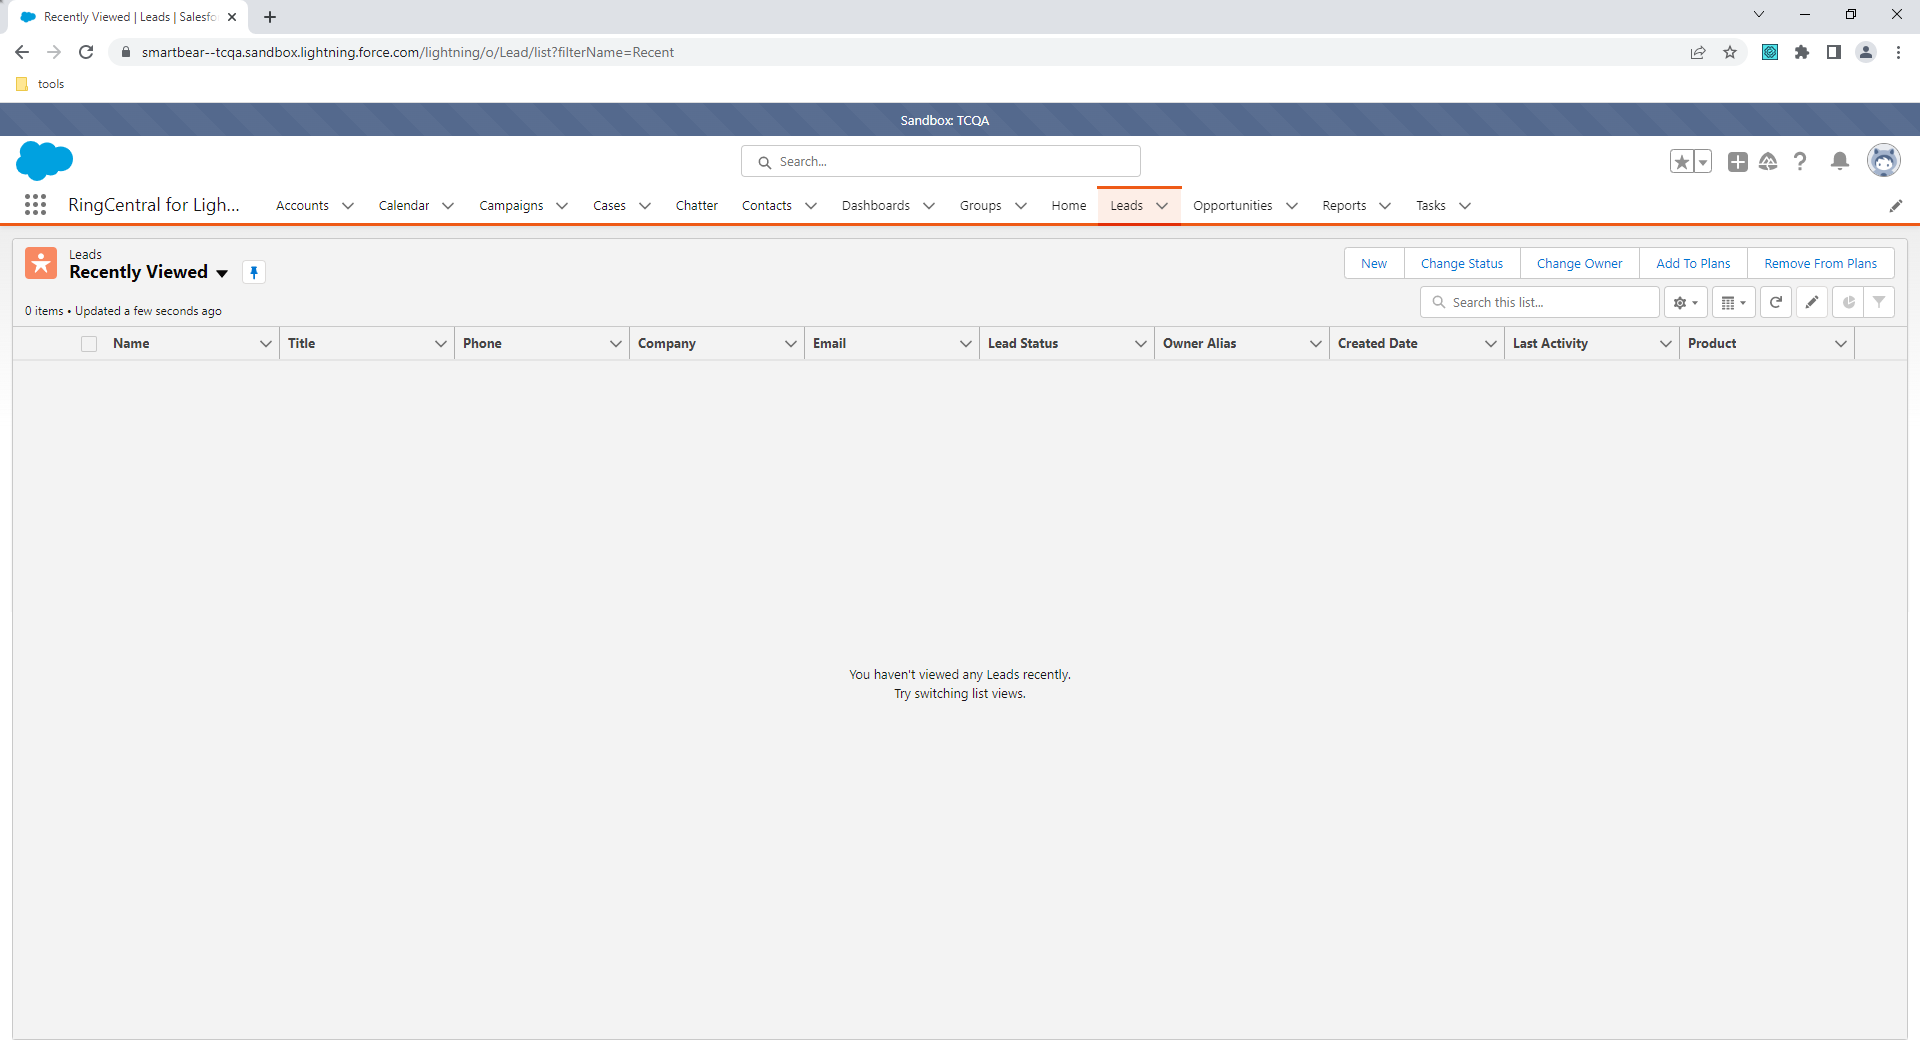 Recently Viewed | Leads | Salesfo
smartbear--tcqa.sandbox.lightning.force.com/lightning/o/Lead/list?filterName=Recent
tools
Sandbox: TCQA
Search...
RingCentral for Ligh... Accounts Calendar Campaigns Cases Chatter Contacts Dashboards Groups Home Leads Opportunities Reports Tasks
Leads
Recently Viewed
New Change Status Change Owner Add To Plans Remove From Plans
0 items • Updated a few seconds ago
Search this list...
Name Title Phone Company Email Lead Status Owner Alias Created Date Last Activity Product
You haven't viewed any Leads recently.
Try switching list views.